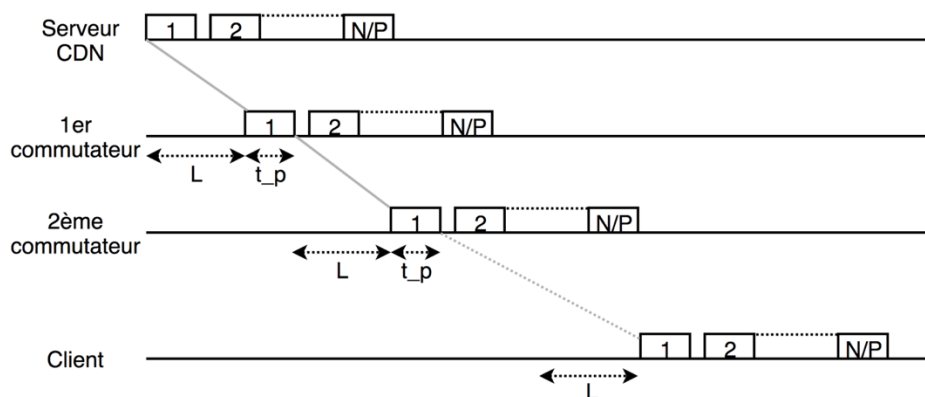 Serveur
CDN
1 2 N/P
1er
commutateur
1 2 N/P
L t_p
2ème
commutateur
1 2 N/P
L t_p
Client
1 2 N/P
L